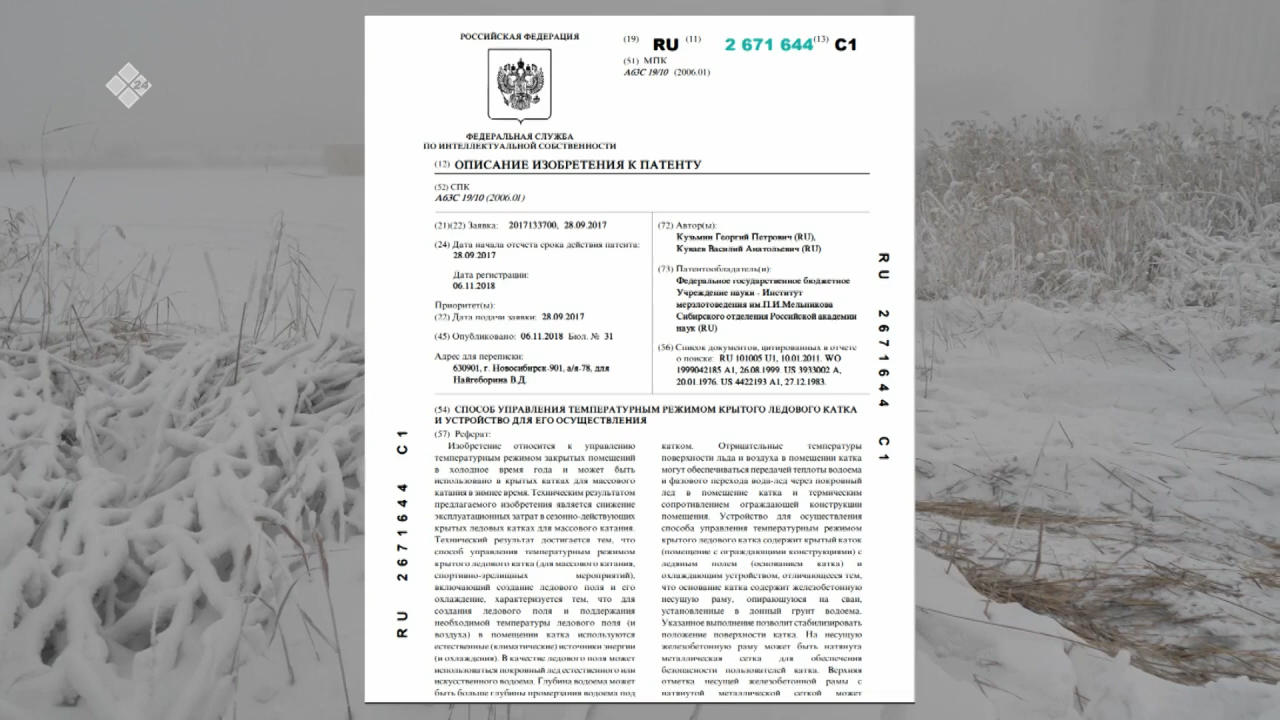 24
РОССИЙСКАЯ ФЕДЕРАЦИЯ
ФЕДЕРАЛЬНАЯ СЛУЖБА
ПО ИНТЕЛЛЕКТУАЛЬНОЙ СОБСТВЕННОСТИ
(19) RU (11) 2 671 644 (13) C1
(51) МПК
A63C 19/10 (2006.01)
(12) ОПИСАНИЕ ИЗОБРЕТЕНИЯ К ПАТЕНТУ
(52) СПК
A63C 19/10 (2006.01)
(21)(22) Заявка: 2017133700, 28.09.2017
(24) Дата начала отсчета срока действия патента:
28.09.2017
Дата регистрации:
06.11.2018
Приоритет(ы):
(22) Дата подачи заявки: 28.09.2017
(45) Опубликовано: 06.11.2018 Бюл. № 31
Адрес для переписки:
630901, г. Новосибирск-901, а/я-78, для
Найгеборина В.Д.
(72) Автор(ы):
Кузьмин Георгий Петрович (RU),
Куваев Василий Анатольевич (RU)
(73) Патентообладатель(и):
Федеральное государственное бюджетное
Учреждение науки - Институт
мерзлотоведения им.П.И.Мельникова
Сибирского отделения Российской академии
наук (RU)
(56) Список документов, цитированных в отчете
о поиске: RU 101005 U1, 10.01.2011. WO
1999042185 A1, 26.08.1999. US 3933002 A,
20.01.1976. US 4422193 A1, 27.12.1983.
(54) СПОСОБ УПРАВЛЕНИЯ ТЕМПЕРАТУРНЫМ РЕЖИМОМ КРЫТОГО ЛЕДОВОГО КАТКА
И УСТРОЙСТВО ДЛЯ ЕГО ОСУЩЕСТВЛЕНИЯ
(57) Реферат:
Изобретение относится к управлению
температурным режимом закрытых помещений
в холодное время года и может быть
использовано в крытых катках для массового
катания в зимнее время. Техническим результатом
предлагаемого изобретения является снижение
эксплуатационных затрат в сезонно-действующих
крытых ледовых катках для массового катания.
Технический результат достигается тем, что
способ управления температурным режимом
крытого ледового катка (для массового катания,
спортивно-зрелищных мероприятий),
включающий создание ледового поля и его
охлаждение, характеризуется тем, что для
создания ледового поля и поддержания
необходимой температуры ледового поля (и
воздуха) в помещении катка используются
естественные (климатические) источники энергии
(и охлаждения). В качестве ледового поля может
использоваться покровный лед естественного или
искусственного водоема. Глубина водоема может
быть больше глубины промерзания водоема под
катком. Отрицательные температуры
поверхности льда и воздуха в помещении катка
могут обеспечиваться передачей теплоты водоема
и фазового перехода вода-лед через покровный
лед в помещение катка и термическим
сопротивлением ограждающей конструкции
помещения. Устройство для осуществления
способа управления температурным режимом
крытого ледового катка содержит крытый каток
(помещение с ограждающими конструкциями) с
ледяным полем (основанием катка) и
охлаждающим устройством, отличающееся тем,
что основание катка содержит железобетонную
несущую раму, опирающуюся на сваи,
установленные в донный грунт водоема.
Указанное выполнение позволит стабилизировать
положение поверхности катка. На несущую
железобетонную раму может быть натянута
металлическая сетка для обеспечения
безопасности пользователей катка. Верхняя
отметка несущей железобетонной рамы с
натянутой металлической сеткой может
RU 2671644 C1
RU 2671644 C1